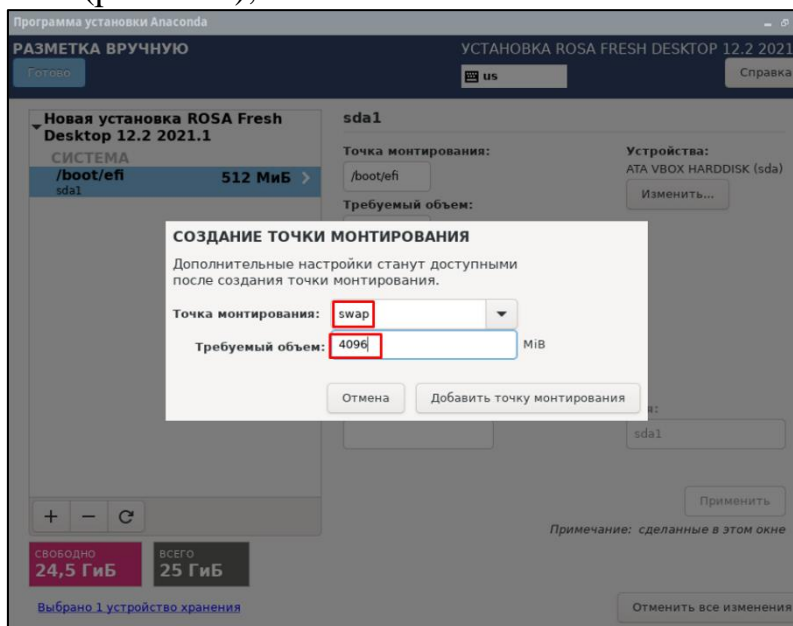 Программа установки Anaconda
РАЗМЕТКА ВРУЧНУЮ
УСТАНОВКА ROSA FRESH DESKTOP 12.2 2021
Готово
us
Справка
Новая установка ROSA Fresh
Desktop 12.2 2021.1
СИСТЕМА
/boot/efi 512 МиБ
sda1
sda1
Точка монтирования:
/boot/efi
Требуемый объем:
Устройства:
ATA VBOX HARDDISK (sda)
Изменить...
СОЗДАНИЕ ТОЧКИ МОНТИРОВАНИЯ
Дополнительные настройки станут доступными
после создания точки монтирования.
Точка монтирования: swap
Требуемый объем: 4096 MiB
Отмена
Добавить точку монтирования
sda1
Применить
Примечание: сделанные в этом окне
+ −
СВОБОДНО
24,5 ГиБ
ВСЕГО
25 ГиБ
Выбрано 1 устройство хранения
Отменить все изменения